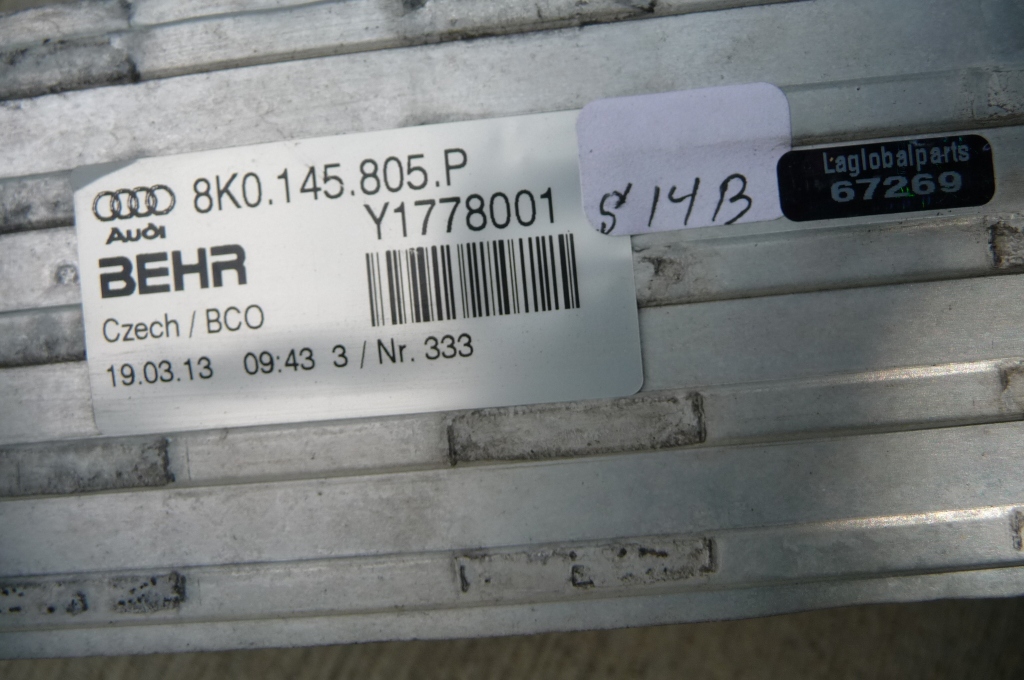 8K0.145.805.P
Audi
Y1778001
BEHR
Czech / BCO
19.03.13 09:43 3 / Nr. 333
14 B
Laglobalparts
67269